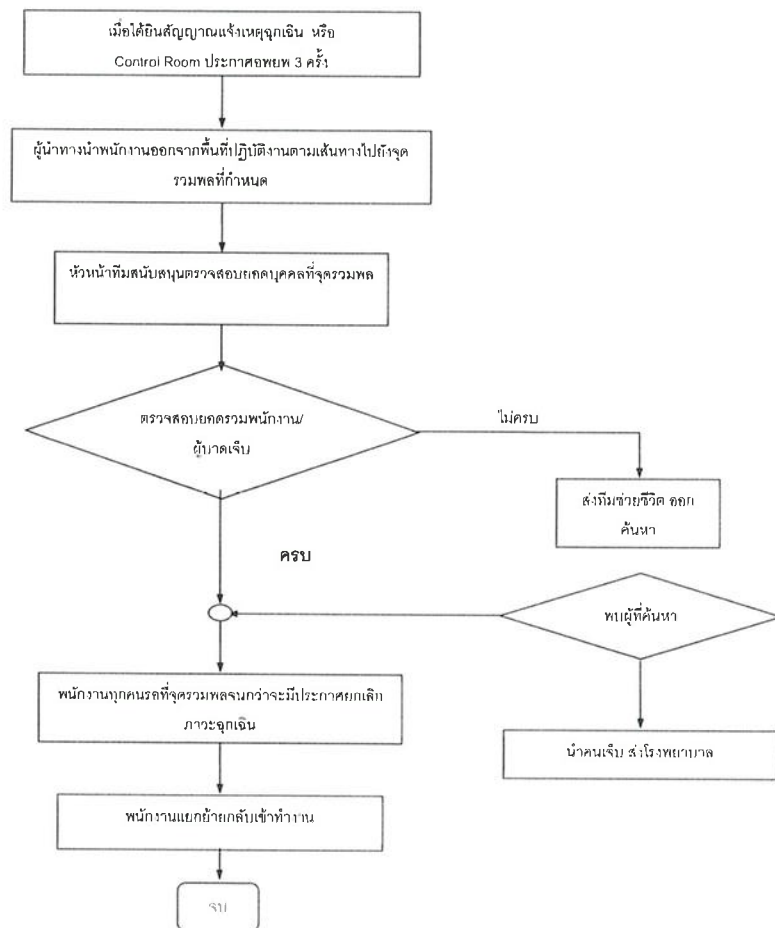 เมื่อได้ยินสัญญาณแจ้งเหตุฉุกเฉิน หรือ
Control Room ประกาศอพยพ 3 ครั้ง
ผู้นำทางนำพนักงานออกจากพื้นที่ปฏิบัติงานตามเส้นทางไปยังจุด
รวมพลที่กำหนด
หัวหน้าทีมสนับสนุนตรวจสอบยอดบุคคลที่จุดรวมพล
ตรวจสอบยอดรวมพนักงาน/
ผู้บาดเจ็บ
ไม่ครบ
ส่งทีมช่วยชีวิต ออก
ค้นหา
ครบ
พบผู้ที่ค้นหา
พนักงานทุกคนรอที่จุดรวมพลจนกว่าจะมีประกาศยกเลิก
ภาวะฉุกเฉิน
นำคนเจ็บ ส่งโรงพยาบาล
พนักงานแยกย้ายกลับเข้าทำงาน
จบ